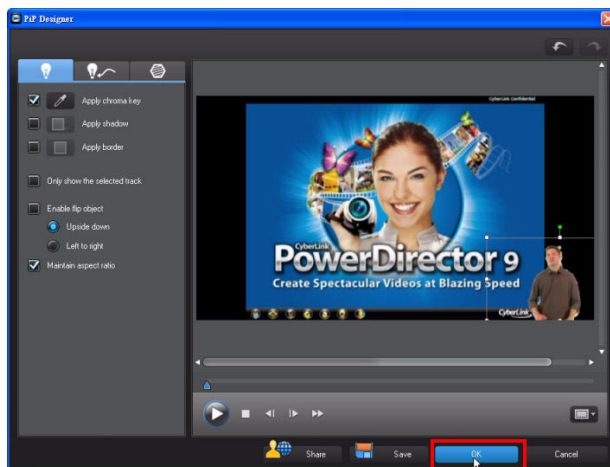 PiP Designer
Apply chroma key
Apply shadow
Apply border
Only show the selected track
Enable flip object
Upside down
Left to right
Maintain aspect ratio
CyberLink Confidential
CyberLink
PowerDirector 9
Create Spectacular Videos at Blazing Speed
CyberLink
Share
Save
OK
Cancel